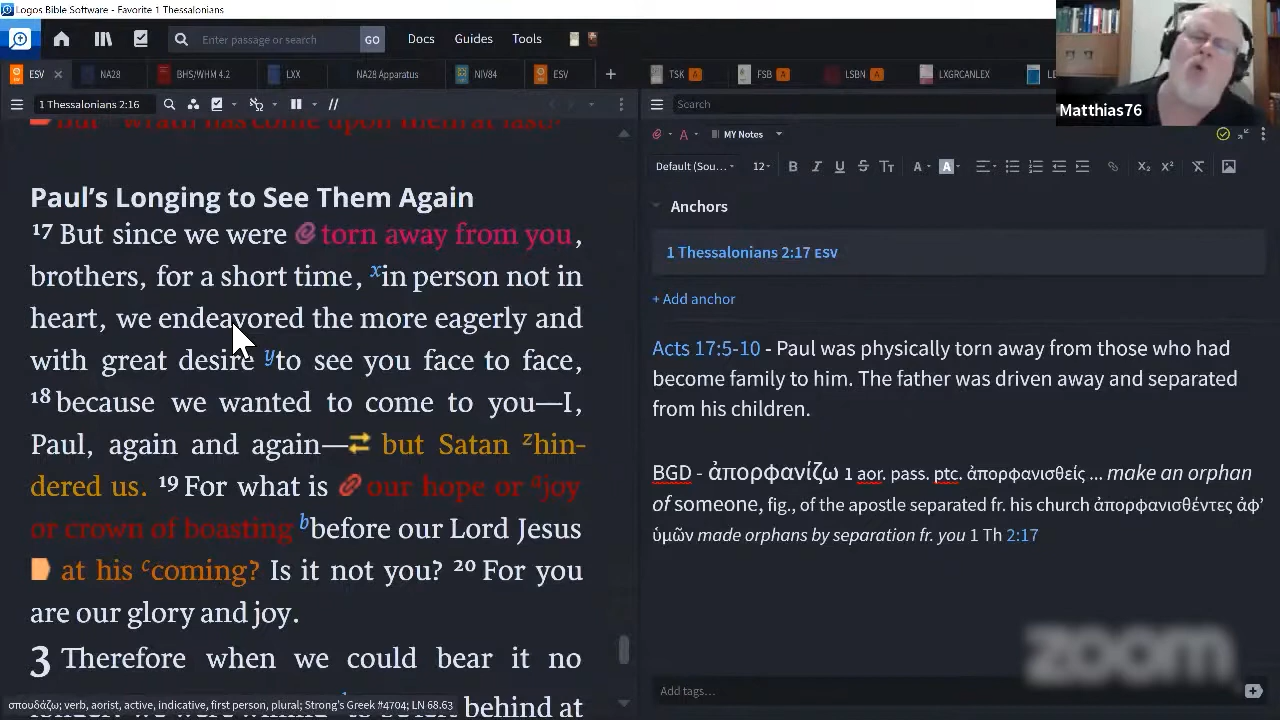 Logos Bible Software - Favorite 1 Thessalonians
Enter passage or search GO Docs Guides Tools
ESV NA28 BHS/WHM 4.2 LXX NA28 Apparatus NIV84 ESV
TSK A FSB A LSBN A LXGRCANLEX
1 Thessalonians 2:16
Search
Matthias76
MY Notes
Default (Sou... 12
But wrath has come upon them at last!
Paul's Longing to See Them Again
17 But since we were torn away from you,
brothers, for a short time, x in person not in
heart, we endeavored the more eagerly and
with great desire y to see you face to face,
18 because we wanted to come to you—I,
Paul, again and again— but Satan z hin-
dered us. 19 For what is our hope or a joy
or crown of boasting b before our Lord Jesus
at his c coming? Is it not you? 20 For you
are our glory and joy.
3 Therefore when we could bear it no
behind at
σπουδάζω; verb, aorist, active, indicative, first person, plural; Strong's Greek #4704; LN 68.63
Anchors
1 Thessalonians 2:17 ESV
+ Add anchor
Acts 17:5-10 - Paul was physically torn away from those who had
become family to him. The father was driven away and separated
from his children.
BGD - ἀπορφανίζω 1 aor. pass. ptc. ἀπορφανισθείς ... make an orphan
of someone, fig., of the apostle separated fr. his church ἀπορφανισθέντες ἀφ’
ὑμῶν made orphans by separation fr. you 1 Th 2:17
zoom
Add tags...